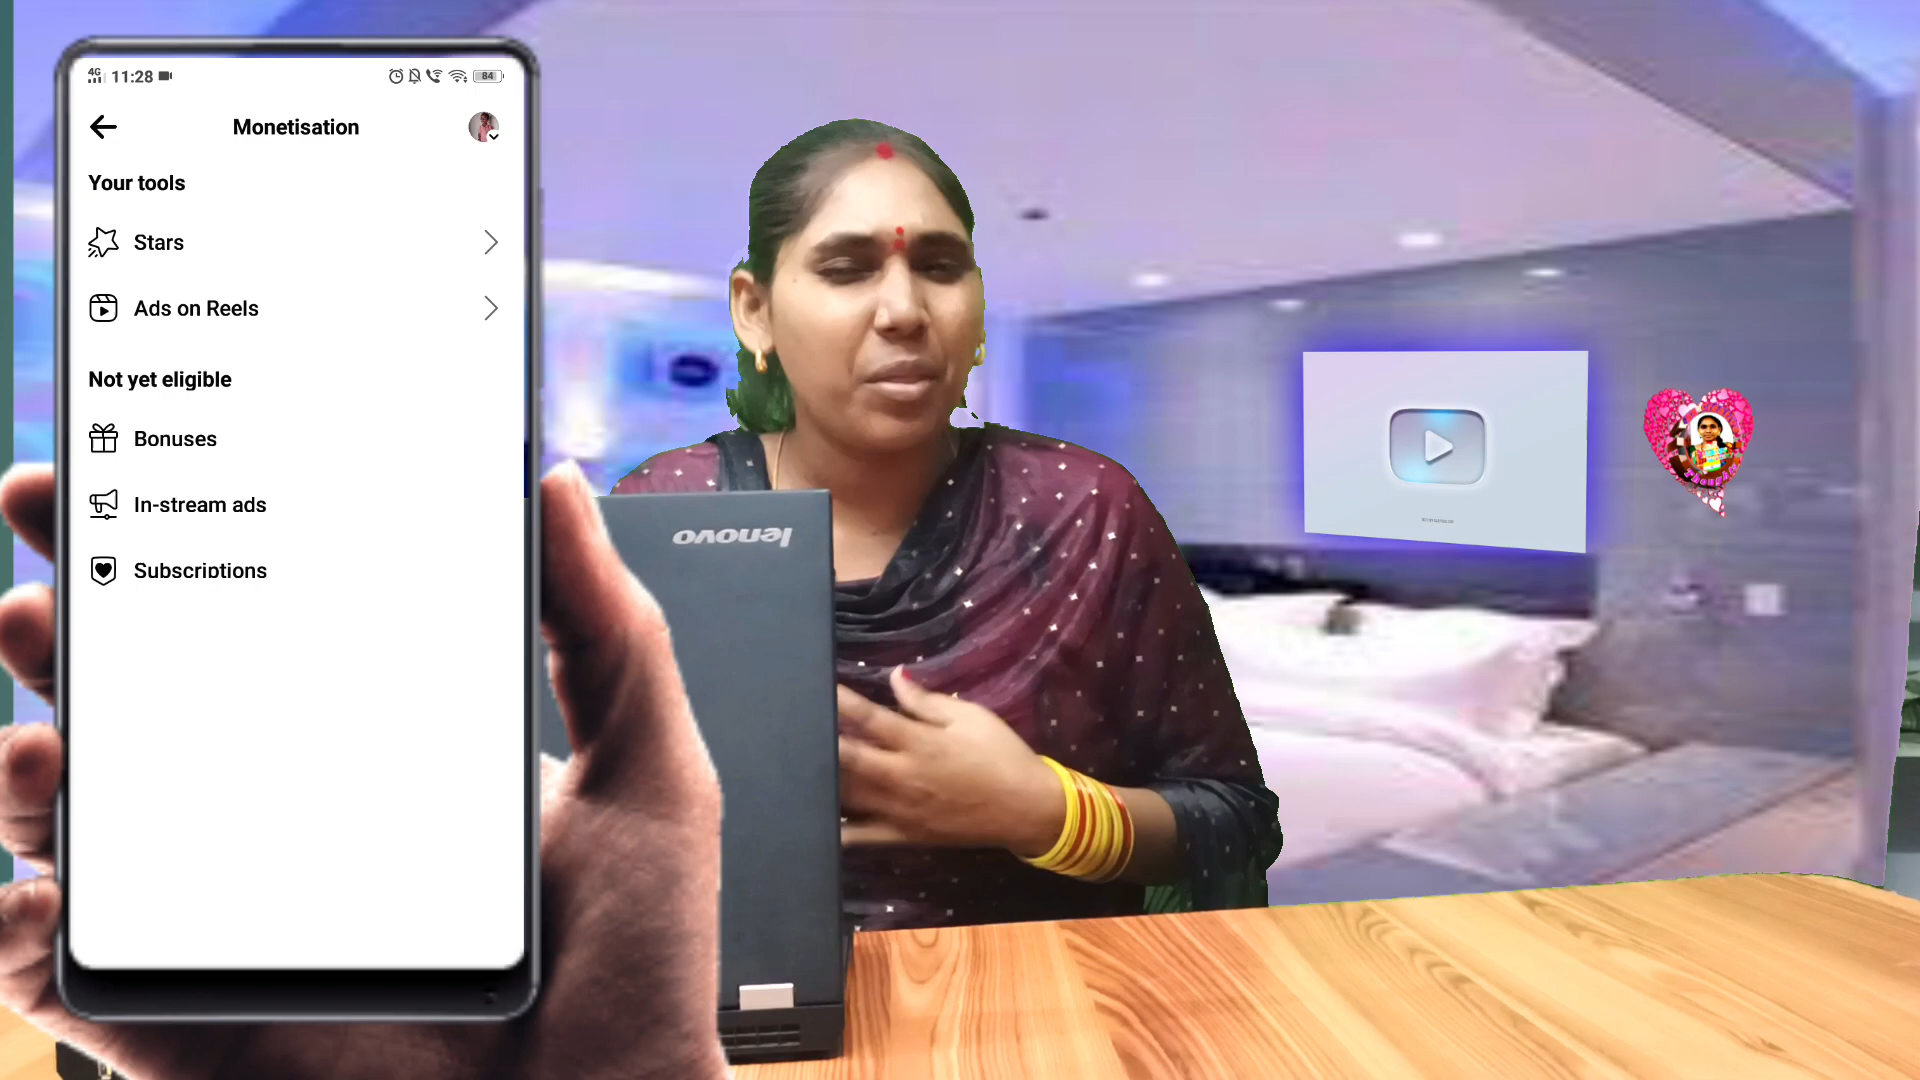 4G 11:28 84
Monetisation
Your tools
Stars
Ads on Reels
Not yet eligible
Bonuses
In-stream ads
Subscriptions
lenovo